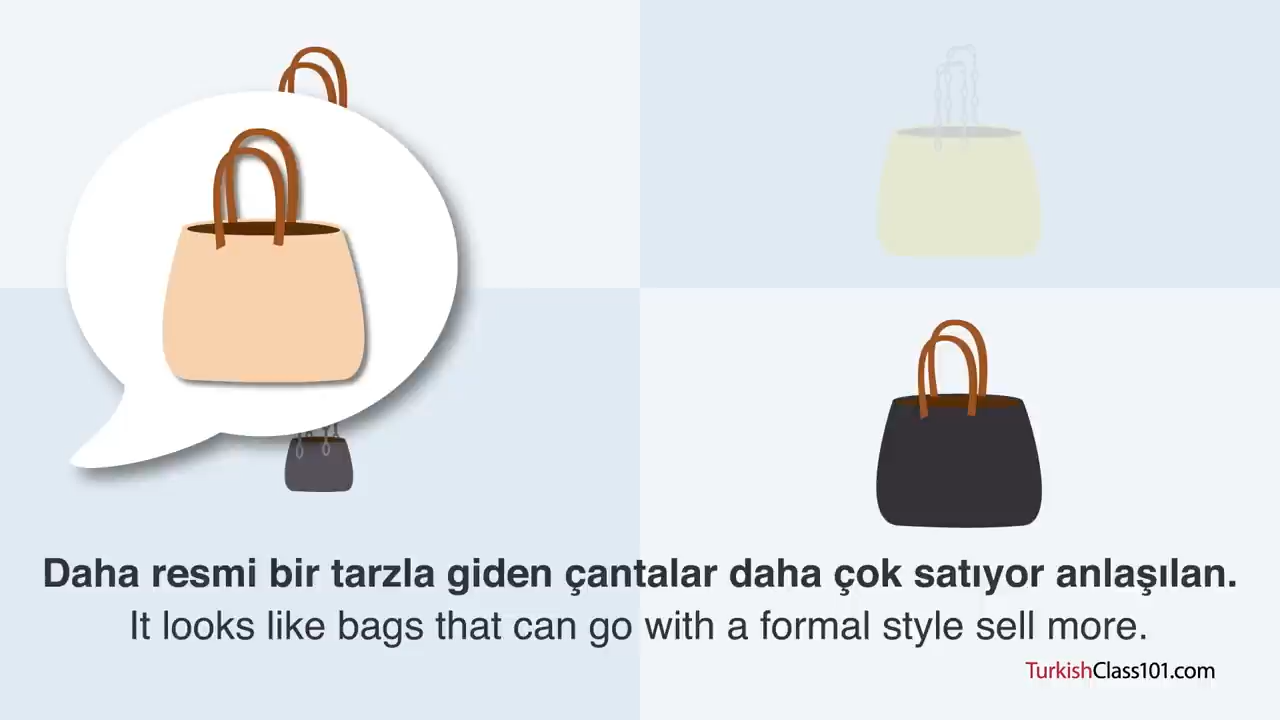 Daha resmi bir tarzla giden çantalar daha çok satıyor anlaşılan.
It looks like bags that can go with a formal style sell more.
TurkishClass101.com